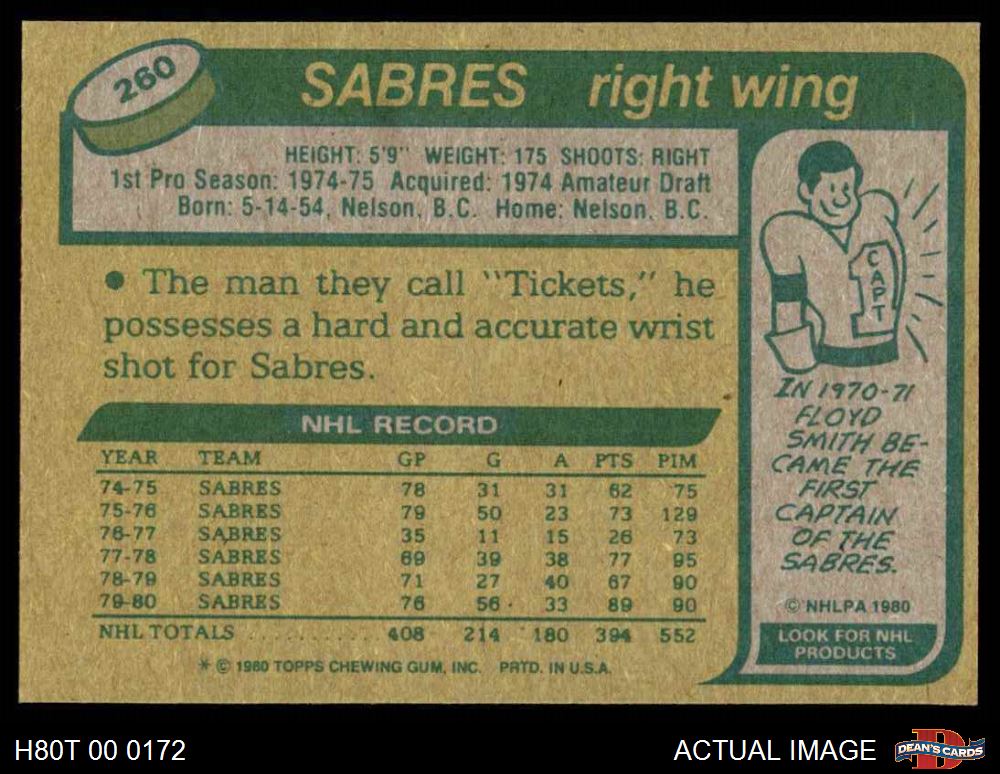 260
SABRES right wing
HEIGHT: 5'9" WEIGHT: 175 SHOOTS: RIGHT
1st Pro Season: 1974-75 Acquired: 1974 Amateur Draft
Born: 5-14-54, Nelson, B.C. Home: Nelson, B.C.
● The man they call "Tickets," he
possesses a hard and accurate wrist
shot for Sabres.
NHL RECORD
YEAR TEAM GP G A PTS PIM
74-75 SABRES 78 31 31 62 75
75-76 SABRES 79 50 23 73 129
76-77 SABRES 35 11 15 26 73
77-78 SABRES 69 39 38 77 95
78-79 SABRES 71 27 40 67 90
79-80 SABRES 76 56 33 89 90
NHL TOTALS . . . . . . . . . . . 408 214 180 394 552
* © 1980 TOPPS CHEWING GUM, INC. PRTD. IN U.S.A.
1
CAPT
IN 1970-71
FLOYD
SMITH BE-
CAME THE
FIRST
CAPTAIN
OF THE
SABRES.
© NHLPA 1980
LOOK FOR NHL
PRODUCTS
H80T 00 0172
ACTUAL IMAGE
D
DEAN'S CARDS